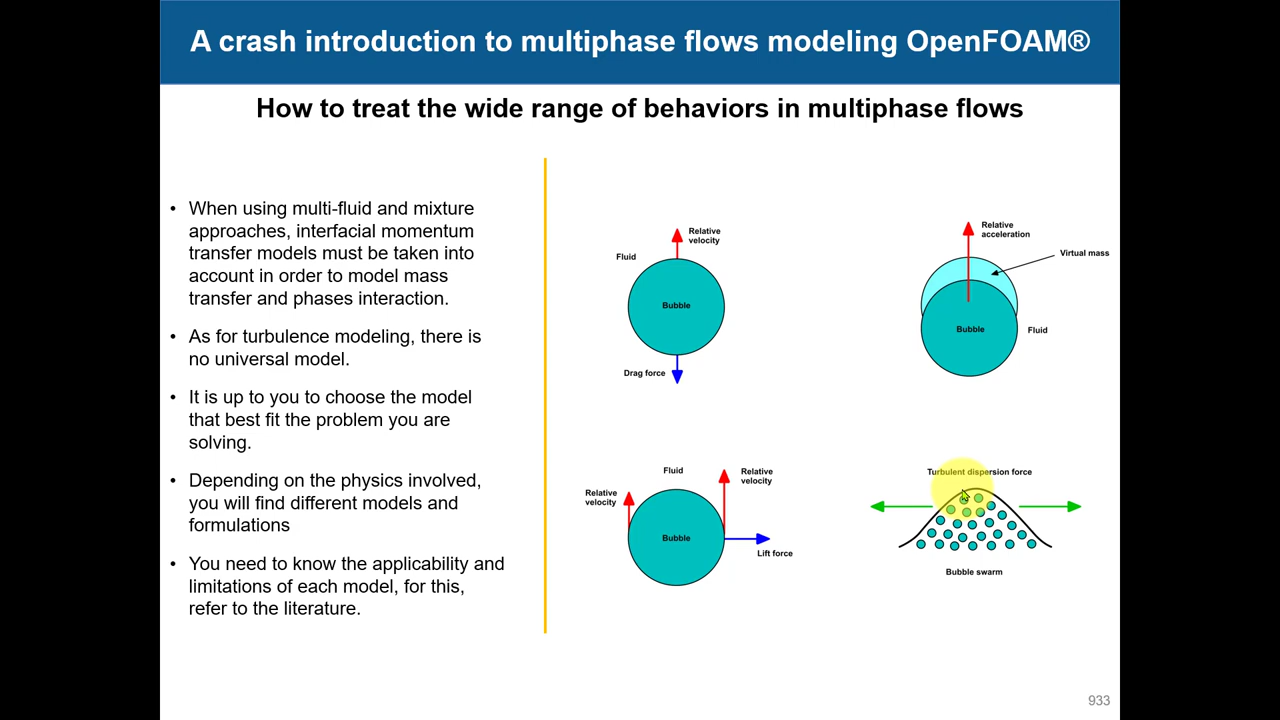 A crash introduction to multiphase flows modeling OpenFOAM®
How to treat the wide range of behaviors in multiphase flows
• When using multi-fluid and mixture
approaches, interfacial momentum
transfer models must be taken into
account in order to model mass
transfer and phases interaction.
• As for turbulence modeling, there is
no universal model.
• It is up to you to choose the model
that best fit the problem you are
solving.
• Depending on the physics involved,
you will find different models and
formulations
• You need to know the applicability and
limitations of each model, for this,
refer to the literature.
Relative
velocity
Fluid
Bubble
Drag force
Relative
acceleration
Virtual mass
Bubble
Fluid
Fluid
Relative
velocity
Relative
velocity
Bubble
Lift force
Turbulent dispersion force
Bubble swarm
933